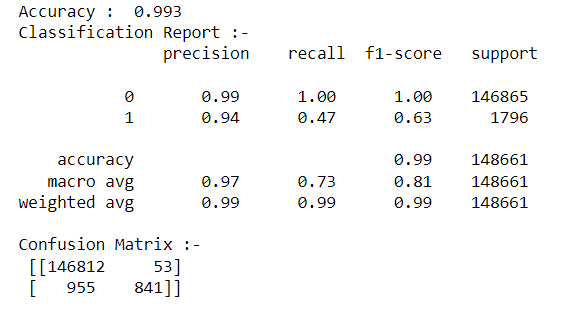 Accuracy :  0.993
Classification Report :-
              precision    recall  f1-score   support

           0       0.99      1.00      1.00    146865
           1       0.94      0.47      0.63      1796

    accuracy                           0.99    148661
   macro avg       0.97      0.73      0.81    148661
weighted avg       0.99      0.99      0.99    148661

Confusion Matrix :-
 [[146812     53]
 [   955    841]]